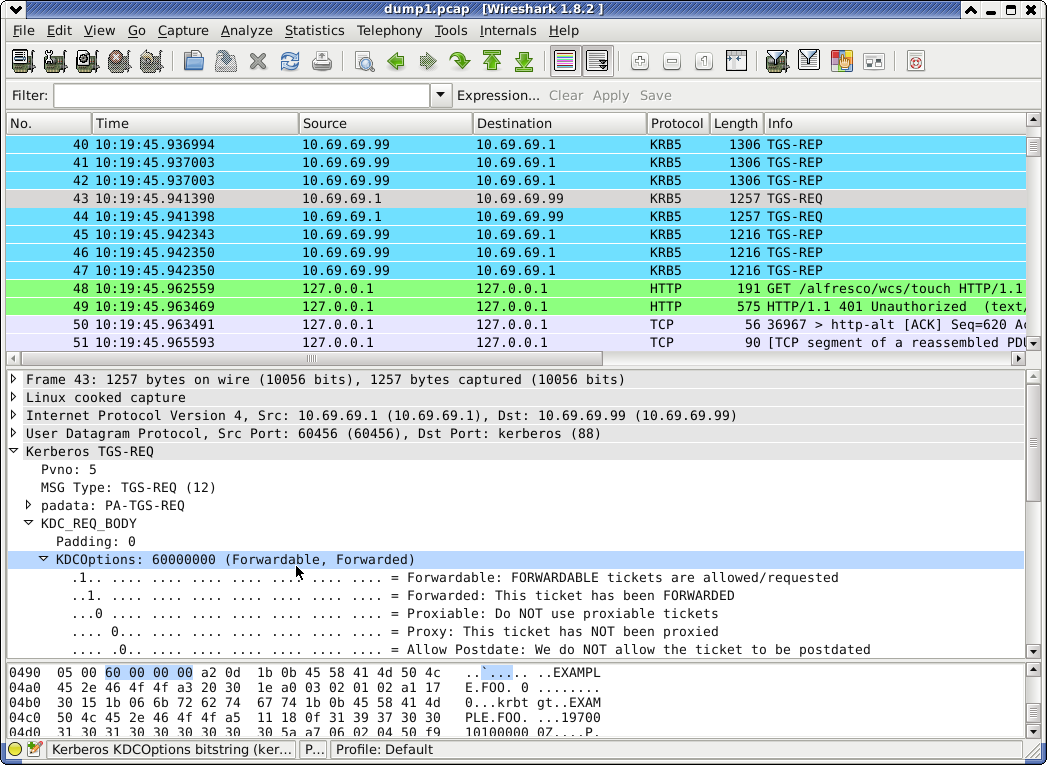 dump1.pcap [Wireshark 1.8.2 ]
File Edit View Go Capture Analyze Statistics Telephony Tools Internals Help
Filter: Expression... Clear Apply Save
No. Time Source Destination Protocol Length Info
40 10:19:45.936994 10.69.69.99 10.69.69.1 KRB5 1306 TGS-REP
41 10:19:45.937003 10.69.69.99 10.69.69.1 KRB5 1306 TGS-REP
42 10:19:45.937003 10.69.69.99 10.69.69.1 KRB5 1306 TGS-REP
43 10:19:45.941390 10.69.69.1 10.69.69.99 KRB5 1257 TGS-REQ
44 10:19:45.941398 10.69.69.1 10.69.69.99 KRB5 1257 TGS-REQ
45 10:19:45.942343 10.69.69.99 10.69.69.1 KRB5 1216 TGS-REP
46 10:19:45.942350 10.69.69.99 10.69.69.1 KRB5 1216 TGS-REP
47 10:19:45.942350 10.69.69.99 10.69.69.1 KRB5 1216 TGS-REP
48 10:19:45.962559 127.0.0.1 127.0.0.1 HTTP 191 GET /alfresco/wcs/touch HTTP/1.1
49 10:19:45.963469 127.0.0.1 127.0.0.1 HTTP 575 HTTP/1.1 401 Unauthorized (text/
50 10:19:45.963491 127.0.0.1 127.0.0.1 TCP 56 36967 > http-alt [ACK] Seq=620 Ac
51 10:19:45.965593 127.0.0.1 127.0.0.1 TCP 90 [TCP segment of a reassembled PDU
Frame 43: 1257 bytes on wire (10056 bits), 1257 bytes captured (10056 bits)
Linux cooked capture
Internet Protocol Version 4, Src: 10.69.69.1 (10.69.69.1), Dst: 10.69.69.99 (10.69.69.99)
User Datagram Protocol, Src Port: 60456 (60456), Dst Port: kerberos (88)
Kerberos TGS-REQ
Pvno: 5
MSG Type: TGS-REQ (12)
padata: PA-TGS-REQ
KDC_REQ_BODY
Padding: 0
KDCOptions: 60000000 (Forwardable, Forwarded)
.1.. .... .... .... .... .... .... .... = Forwardable: FORWARDABLE tickets are allowed/requested
..1. .... .... .... .... .... .... .... = Forwarded: This ticket has been FORWARDED
...0 .... .... .... .... .... .... .... = Proxiable: Do NOT use proxiable tickets
.... 0... .... .... .... .... .... .... = Proxy: This ticket has NOT been proxied
.... .0.. .... .... .... .... .... .... = Allow Postdate: We do NOT allow the ticket to be postdated
0490 05 00 60 00 00 00 a2 0d 1b 0b 45 58 41 4d 50 4c ..`..... ..EXAMPL
04a0 45 2e 46 4f 4f a3 20 30 1e a0 03 02 01 02 a1 17 E.FOO. 0 ........
04b0 30 15 1b 06 6b 72 62 74 67 74 1b 0b 45 58 41 4d 0...krbt gt..EXAM
04c0 50 4c 45 2e 46 4f 4f a5 11 18 0f 31 39 37 30 30 PLE.FOO. ...19700
04d0 31 30 31 30 30 30 30 30 30 5a a7 06 02 04 50 f9 10100000 0Z....P.
Kerberos KDCOptions bitstring (ker... P... Profile: Default